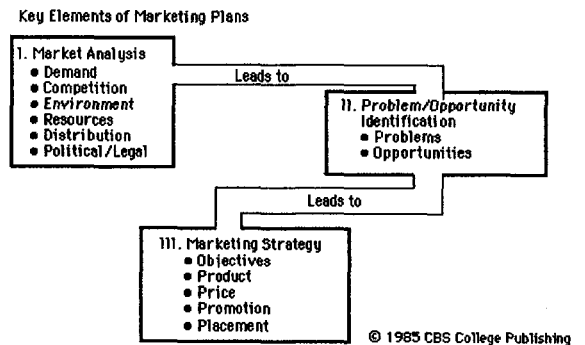 Key Elements of Marketing Plans
I. Market Analysis
● Demand
● Competition
● Environment
● Resources
● Distribution
● Political/Legal
Leads to
II. Problem/Opportunity
Identification
● Problems
● Opportunities
Leads to
III. Marketing Strategy
● Objectives
● Product
● Price
● Promotion
● Placement
© 1985 CBS College Publishing